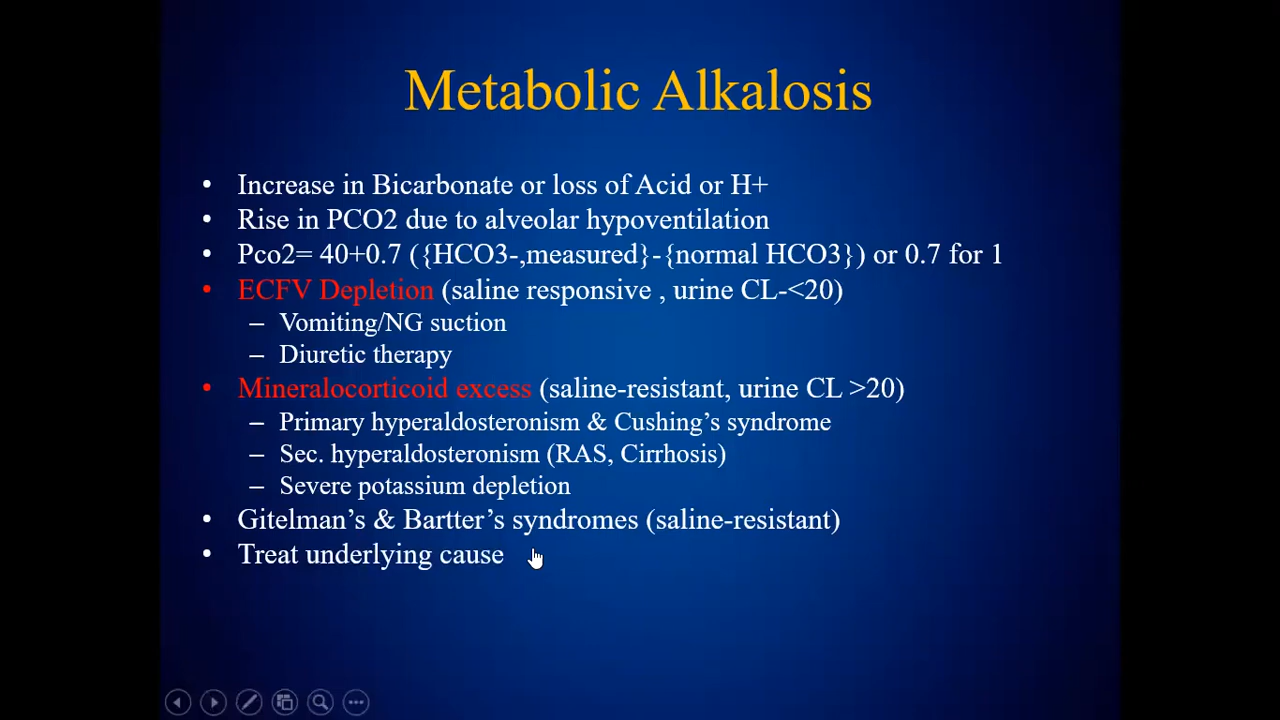 Metabolic Alkalosis
• Increase in Bicarbonate or loss of Acid or H+
• Rise in PCO2 due to alveolar hypoventilation
• Pco2= 40+0.7 ({HCO3-,measured}-{normal HCO3}) or 0.7 for 1
• ECFV Depletion (saline responsive , urine CL-<20)
– Vomiting/NG suction
– Diuretic therapy
• Mineralocorticoid excess (saline-resistant, urine CL >20)
– Primary hyperaldosteronism & Cushing’s syndrome
– Sec. hyperaldosteronism (RAS, Cirrhosis)
– Severe potassium depletion
• Gitelman’s & Bartter’s syndromes (saline-resistant)
• Treat underlying cause